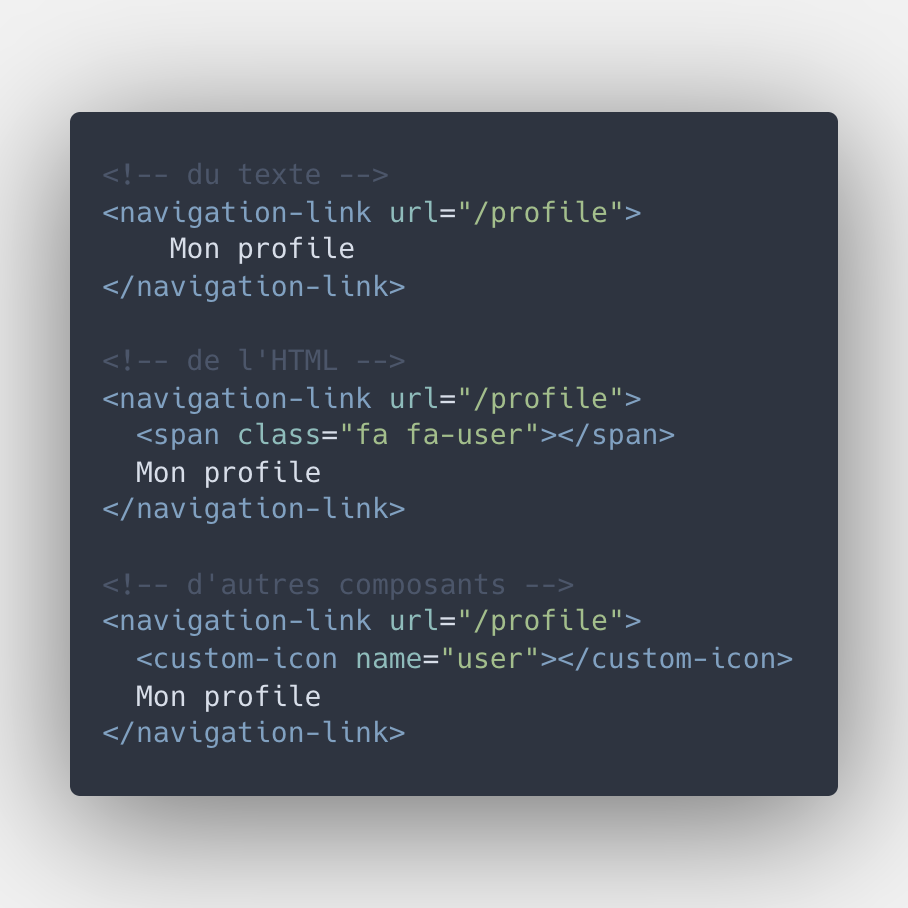 <!-- du texte -->
<navigation-link url="/profile">
    Mon profile
</navigation-link>

<!-- de l'HTML -->
<navigation-link url="/profile">
  <span class="fa fa-user"></span>
  Mon profile
</navigation-link>

<!-- d'autres composants -->
<navigation-link url="/profile">
  <custom-icon name="user"></custom-icon>
  Mon profile
</navigation-link>